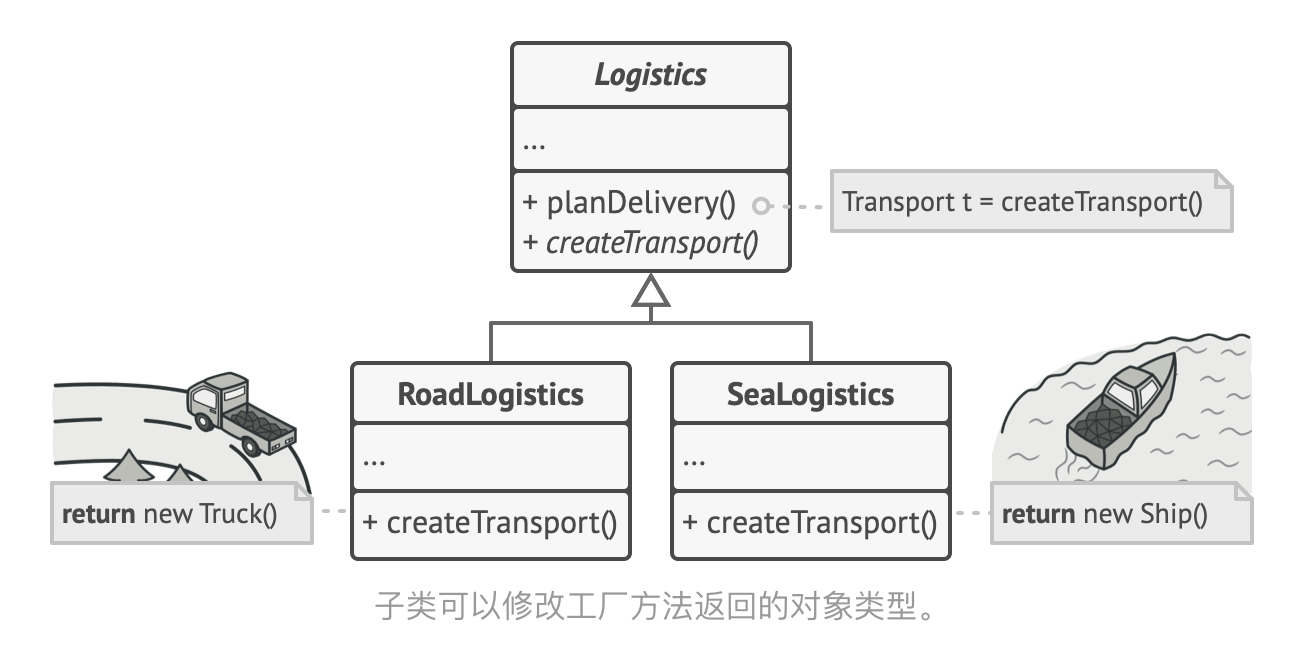 Logistics
...
+ planDelivery()
+ createTransport()
Transport t = createTransport()
RoadLogistics
...
+ createTransport()
SeaLogistics
...
+ createTransport()
return new Truck()
return new Ship()
子类可以修改工厂方法返回的对象类型。